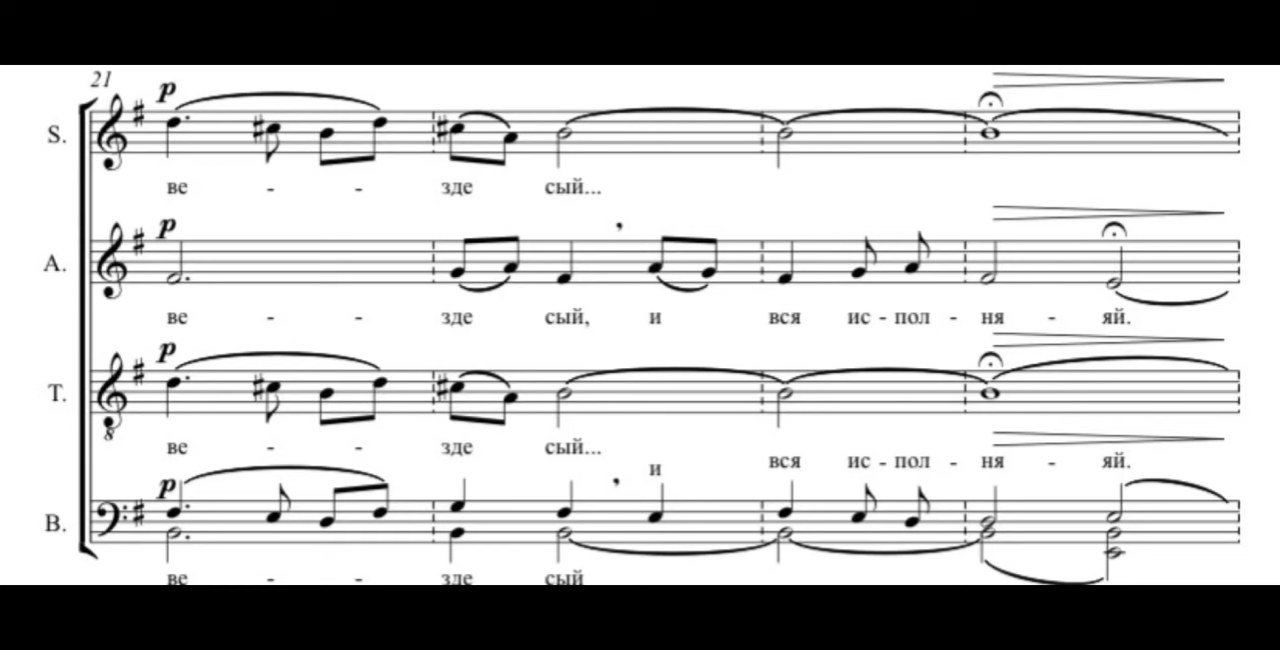 21
p
S.
ве - - зде сый...
p
A.
ве - - зде сый, и вся ис - пол - ня - яй.
p
T.
8
ве - - зде сый...
и вся ис - пол - ня - яй.
p
B.
ве - - зде сый